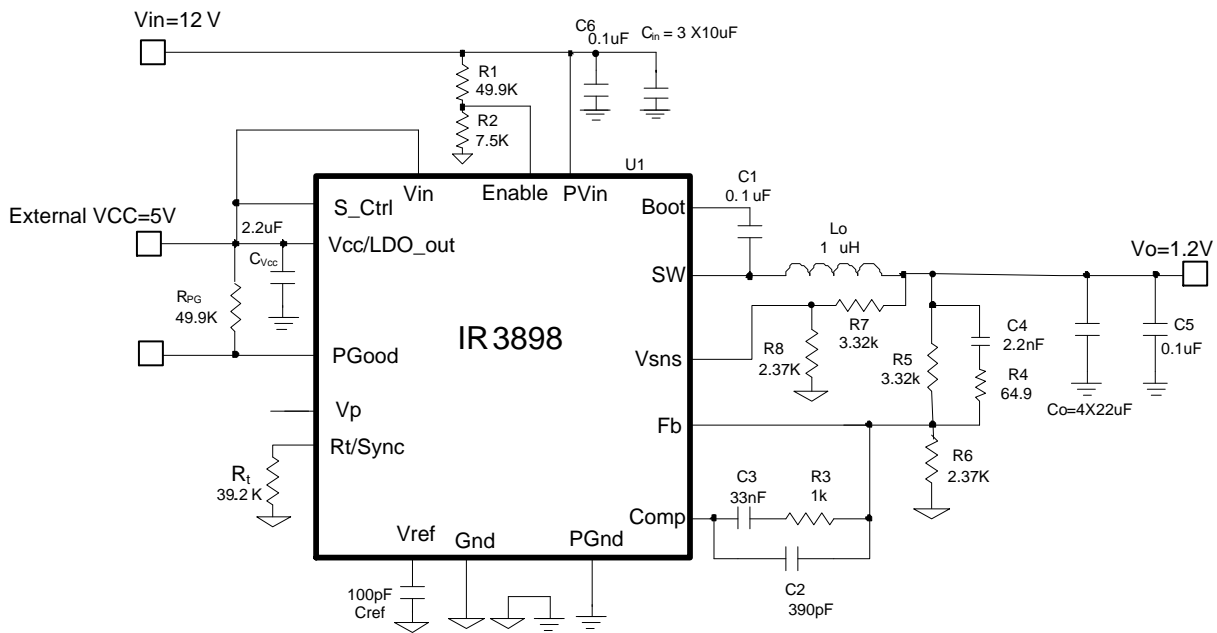 Vin=12 V
C6
0.1uF
Cin = 3 X10uF
R1
49.9K
R2
7.5K
U1
Vin
Enable
PVin
C1
0.1 uF
Boot
S_Ctrl
External VCC=5V
2.2uF
Vcc/LDO_out
CVcc
Lo
1 uH
Vo=1.2V
SW
RPG
49.9K
IR3898
R7
3.32k
C4
2.2nF
C5
0.1uF
PGood
Vsns
R8
2.37K
R5
3.32k
R4
64.9
Co=4X22uF
Vp
Fb
Rt/Sync
R6
2.37K
Rt
39.2 K
C3
33nF
R3
1k
Comp
Vref
Gnd
PGnd
100pF
Cref
C2
390pF